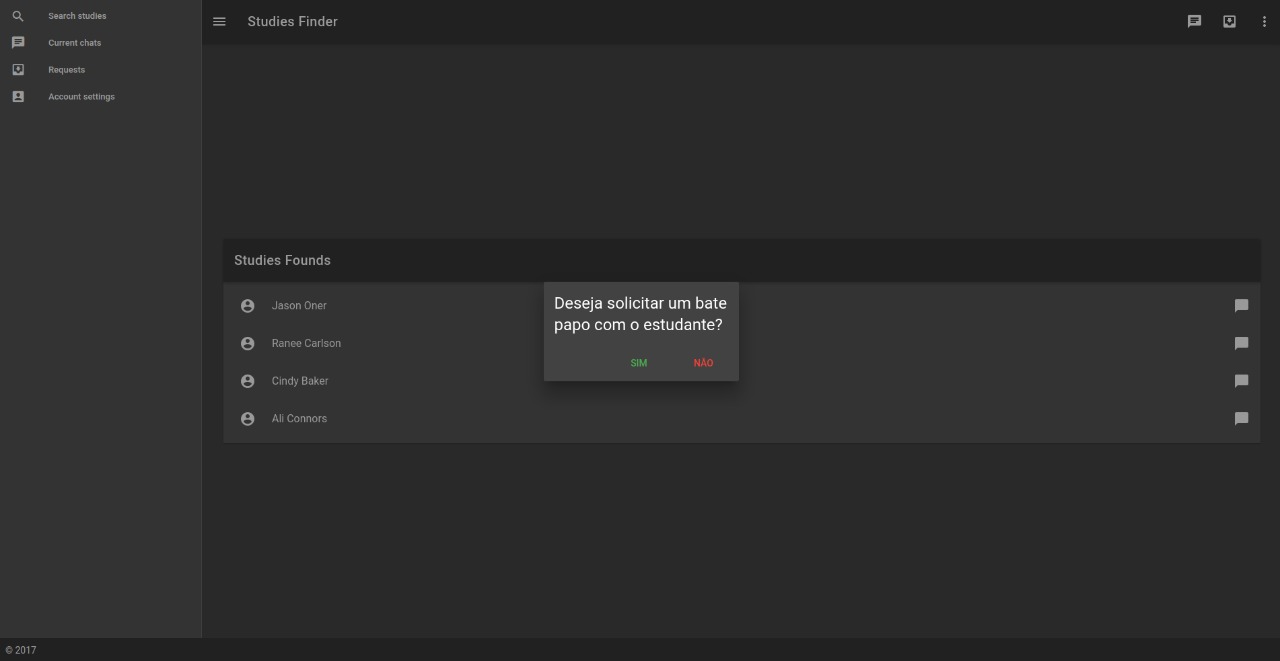 Search studies
Current chats
Requests
Account settings
Studies Finder
Studies Founds
Jason Oner
Ranee Carlson
Cindy Baker
Ali Connors
Deseja solicitar um bate
papo com o estudante?
SIM NÃO
© 2017